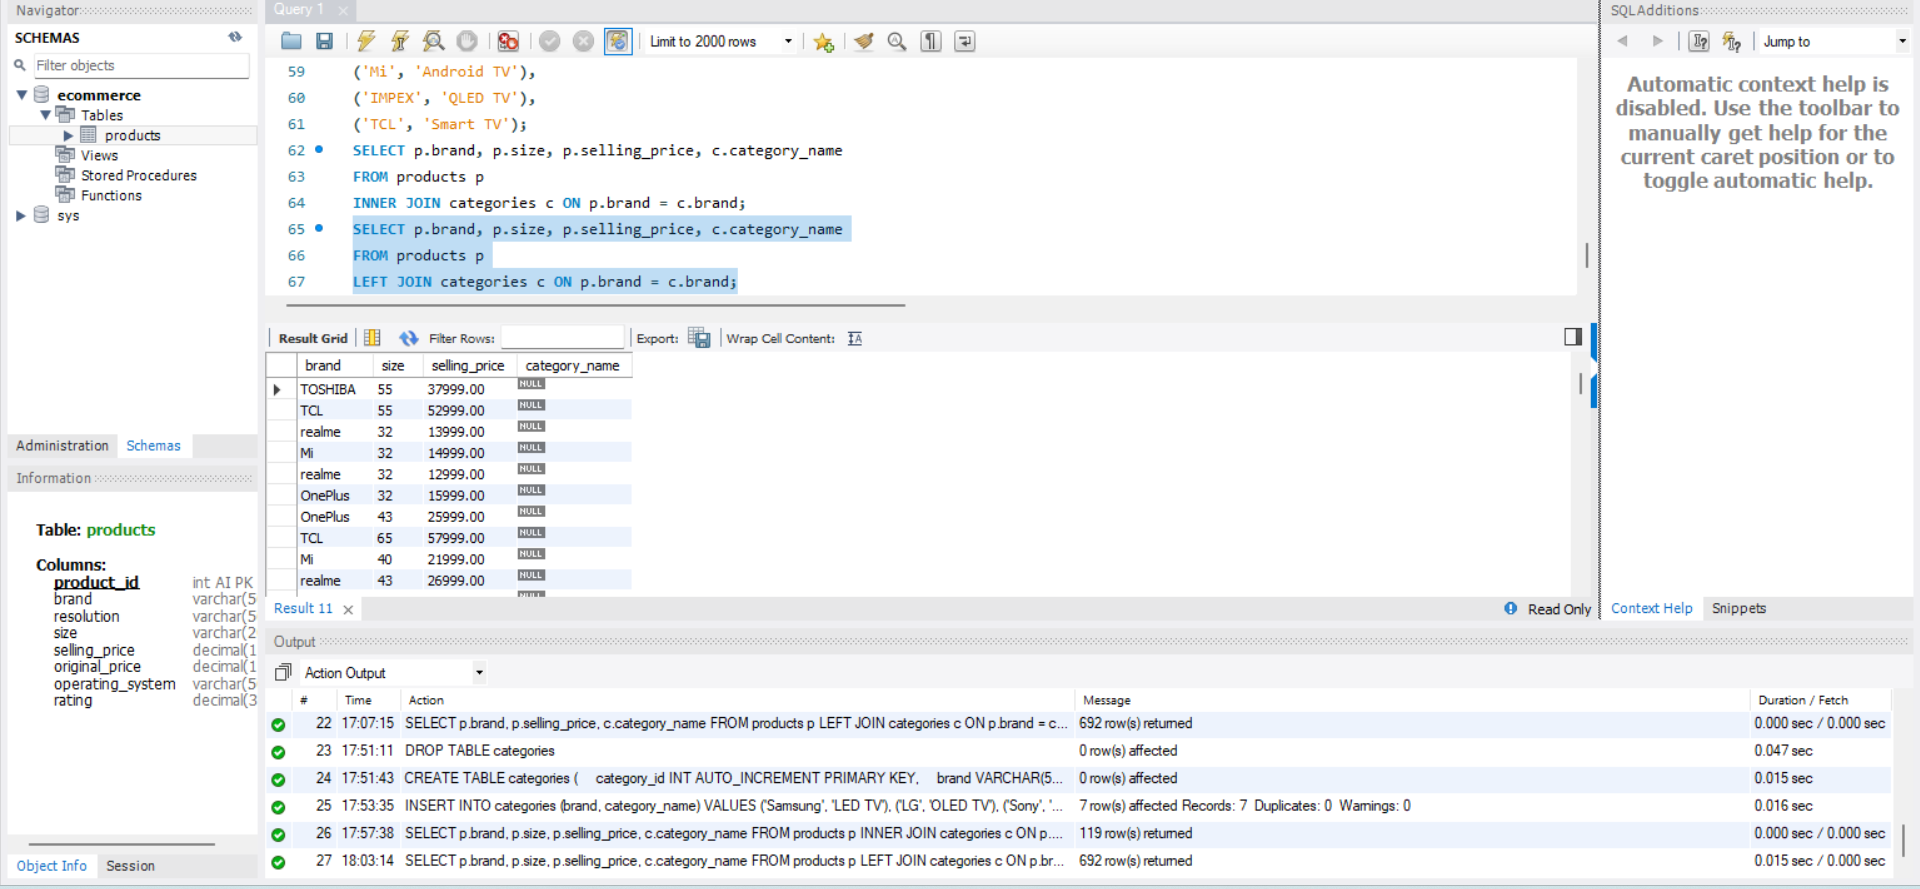 Navigator
SCHEMAS
Filter objects
ecommerce
Tables
products
Views
Stored Procedures
Functions
sys
Administration Schemas
Information
Table: products
Columns:
product_id int AI PK
brand varchar(5
resolution varchar(5
size varchar(2
selling_price decimal(1
original_price decimal(1
operating_system varchar(5
rating decimal(3
Object Info Session
Query 1
Limit to 2000 rows
59 ('Mi', 'Android TV'),
60 ('IMPEX', 'QLED TV'),
61 ('TCL', 'Smart TV');
62 SELECT p.brand, p.size, p.selling_price, c.category_name
63 FROM products p
64 INNER JOIN categories c ON p.brand = c.brand;
65 SELECT p.brand, p.size, p.selling_price, c.category_name
66 FROM products p
67 LEFT JOIN categories c ON p.brand = c.brand;
Result Grid Filter Rows: Export: Wrap Cell Content:
brand size selling_price category_name
TOSHIBA 55 37999.00 NULL
TCL 55 52999.00 NULL
realme 32 13999.00 NULL
Mi 32 14999.00 NULL
realme 32 12999.00 NULL
OnePlus 32 15999.00 NULL
OnePlus 43 25999.00 NULL
TCL 65 57999.00 NULL
Mi 40 21999.00 NULL
realme 43 26999.00 NULL
NULL
Result 11 Read Only
SQLAdditions
Jump to
Automatic context help is
disabled. Use the toolbar to
manually get help for the
current caret position or to
toggle automatic help.
Context Help Snippets
Output
Action Output
# Time Action Message Duration / Fetch
22 17:07:15 SELECT p.brand, p.selling_price, c.category_name FROM products p LEFT JOIN categories c ON p.brand = c... 692 row(s) returned 0.000 sec / 0.000 sec
23 17:51:11 DROP TABLE categories 0 row(s) affected 0.047 sec
24 17:51:43 CREATE TABLE categories ( category_id INT AUTO_INCREMENT PRIMARY KEY, brand VARCHAR(5... 0 row(s) affected 0.015 sec
25 17:53:35 INSERT INTO categories (brand, category_name) VALUES ('Samsung', 'LED TV'), ('LG', 'OLED TV'), ('Sony', '... 7 row(s) affected Records: 7 Duplicates: 0 Warnings: 0 0.016 sec
26 17:57:38 SELECT p.brand, p.size, p.selling_price, c.category_name FROM products p INNER JOIN categories c ON p.... 119 row(s) returned 0.000 sec / 0.000 sec
27 18:03:14 SELECT p.brand, p.size, p.selling_price, c.category_name FROM products p LEFT JOIN categories c ON p.br... 692 row(s) returned 0.015 sec / 0.000 sec